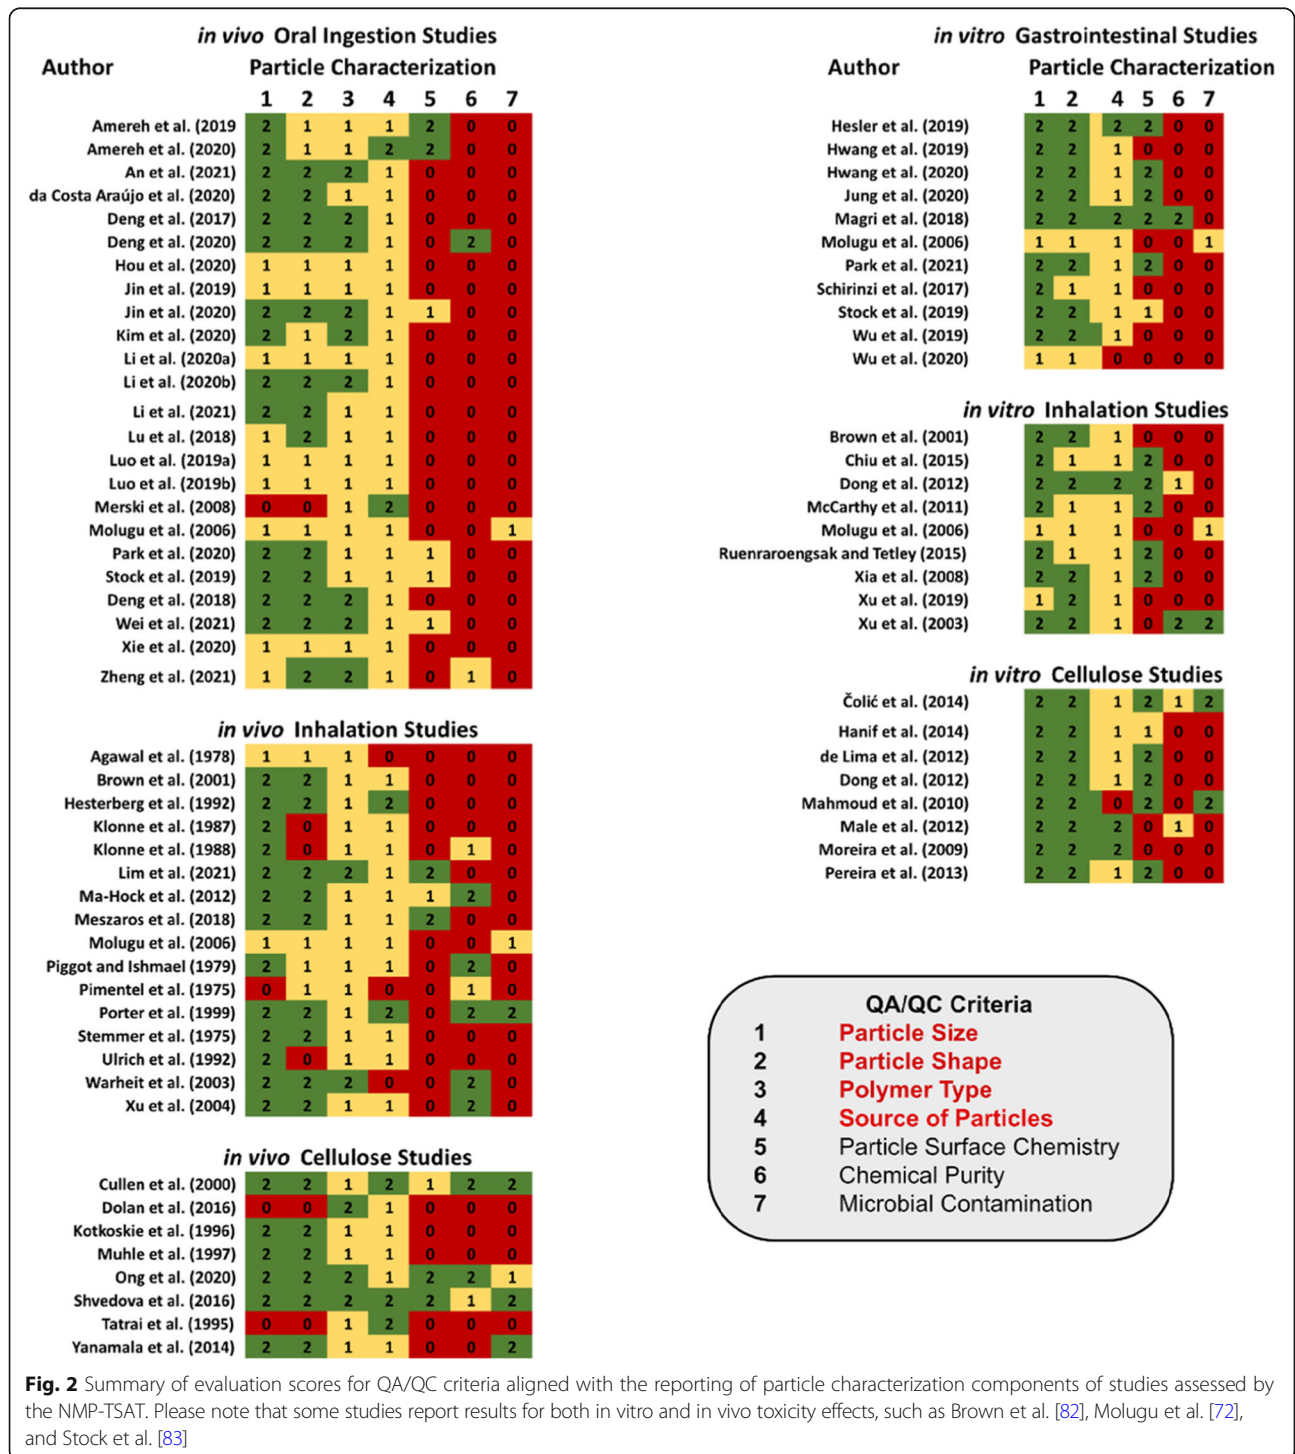 in vivo Oral Ingestion Studies
Author Particle Characterization
1 2 3 4 5 6 7
Amereh et al. (2019 2 1 1 1 2 0 0
Amereh et al. (2020) 2 1 1 2 2 0 0
An et al. (2021) 2 2 2 1 0 0 0
da Costa Araújo et al. (2020) 2 2 1 1 0 0 0
Deng et al. (2017) 2 2 2 1 0 0 0
Deng et al. (2020) 2 2 2 1 0 2 0
Hou et al. (2020) 1 1 1 1 0 0 0
Jin et al. (2019) 1 1 1 1 0 0 0
Jin et al. (2020) 2 2 2 1 1 0 0
Kim et al. (2020) 2 1 2 1 0 0 0
Li et al. (2020a) 1 1 1 1 0 0 0
Li et al. (2020b) 2 2 2 1 0 0 0
Li et al. (2021) 2 2 1 1 0 0 0
Lu et al. (2018) 1 2 1 1 0 0 0
Luo et al. (2019a) 1 1 1 1 0 0 0
Luo et al. (2019b) 1 1 1 1 0 0 0
Merski et al. (2008) 0 0 1 2 0 0 0
Molugu et al. (2006) 1 1 1 1 0 0 1
Park et al. (2020) 2 2 1 1 1 0 0
Stock et al. (2019) 2 2 1 1 1 0 0
Deng et al. (2018) 2 2 2 1 0 0 0
Wei et al. (2021) 2 2 2 1 1 0 0
Xie et al. (2020) 1 1 1 1 0 0 0
Zheng et al. (2021) 1 2 2 1 0 1 0
in vivo Inhalation Studies
Agawal et al. (1978) 1 1 1 0 0 0 0
Brown et al. (2001) 2 2 1 1 0 0 0
Hesterberg et al. (1992) 2 2 1 2 0 0 0
Klonne et al. (1987) 2 0 1 1 0 0 0
Klonne et al. (1988) 2 0 1 1 0 1 0
Lim et al. (2021) 2 2 2 1 2 0 0
Ma-Hock et al. (2012) 2 2 1 1 1 2 0
Meszaros et al. (2018) 2 2 1 1 2 0 0
Molugu et al. (2006) 1 1 1 1 0 0 1
Piggot and Ishmael (1979) 2 1 1 1 0 2 0
Pimentel et al. (1975) 0 1 1 0 0 1 0
Porter et al. (1999) 2 2 1 2 0 2 2
Stemmer et al. (1975) 2 2 1 1 0 0 0
Ulrich et al. (1992) 2 0 1 1 0 0 0
Warheit et al. (2003) 2 2 2 0 0 2 0
Xu et al. (2004) 2 2 1 1 0 2 0
in vivo Cellulose Studies
Cullen et al. (2000) 2 2 1 2 1 2 2
Dolan et al. (2016) 0 0 2 1 0 0 0
Kotkoskie et al. (1996) 2 2 1 1 0 0 0
Muhle et al. (1997) 2 2 1 1 0 0 0
Ong et al. (2020) 2 2 2 1 2 2 1
Shvedova et al. (2016) 2 2 2 2 2 1 2
Tatrai et al. (1995) 0 0 1 2 0 0 0
Yanamala et al. (2014) 2 2 1 1 0 0 2
in vitro Gastrointestinal Studies
Author Particle Characterization
1 2 4 5 6 7
Hesler et al. (2019) 2 2 2 2 0 0
Hwang et al. (2019) 2 2 1 0 0 0
Hwang et al. (2020) 2 2 1 2 0 0
Jung et al. (2020) 2 2 1 2 0 0
Magri et al. (2018) 2 2 2 2 2 0
Molugu et al. (2006) 1 1 1 0 0 1
Park et al. (2021) 2 2 1 2 0 0
Schirinzi et al. (2017) 2 1 1 0 0 0
Stock et al. (2019) 2 2 1 1 0 0
Wu et al. (2019) 2 2 1 0 0 0
Wu et al. (2020) 1 1 0 0 0 0
in vitro Inhalation Studies
Brown et al. (2001) 2 2 1 0 0 0
Chiu et al. (2015) 2 1 1 2 0 0
Dong et al. (2012) 2 2 2 2 1 0
McCarthy et al. (2011) 2 1 1 2 0 0
Molugu et al. (2006) 1 1 1 0 0 1
Ruenraroengsak and Tetley (2015) 2 1 1 2 0 0
Xia et al. (2008) 2 2 1 2 0 0
Xu et al. (2019) 1 2 1 0 0 0
Xu et al. (2003) 2 2 1 0 2 2
in vitro Cellulose Studies
Čolić et al. (2014) 2 2 1 2 1 2
Hanif et al. (2014) 2 2 1 1 0 0
de Lima et al. (2012) 2 2 1 2 0 0
Dong et al. (2012) 2 2 1 2 0 0
Mahmoud et al. (2010) 2 2 0 2 0 2
Male et al. (2012) 2 2 2 0 1 0
Moreira et al. (2009) 2 2 2 0 0 0
Pereira et al. (2013) 2 2 1 2 0 0
QA/QC Criteria
1 Particle Size
2 Particle Shape
3 Polymer Type
4 Source of Particles
5 Particle Surface Chemistry
6 Chemical Purity
7 Microbial Contamination
Fig. 2 Summary of evaluation scores for QA/QC criteria aligned with the reporting of particle characterization components of studies assessed by
the NMP-TSAT. Please note that some studies report results for both in vitro and in vivo toxicity effects, such as Brown et al. [82], Molugu et al. [72],
and Stock et al. [83]